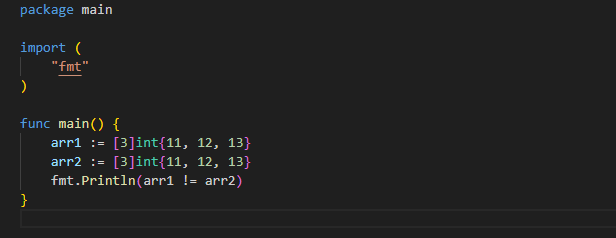 package main
import (
"fmt"
)
func main() {
arr1 := [3]int{11, 12, 13}
arr2 := [3]int{11, 12, 13}
fmt.Println(arr1 != arr2)
}